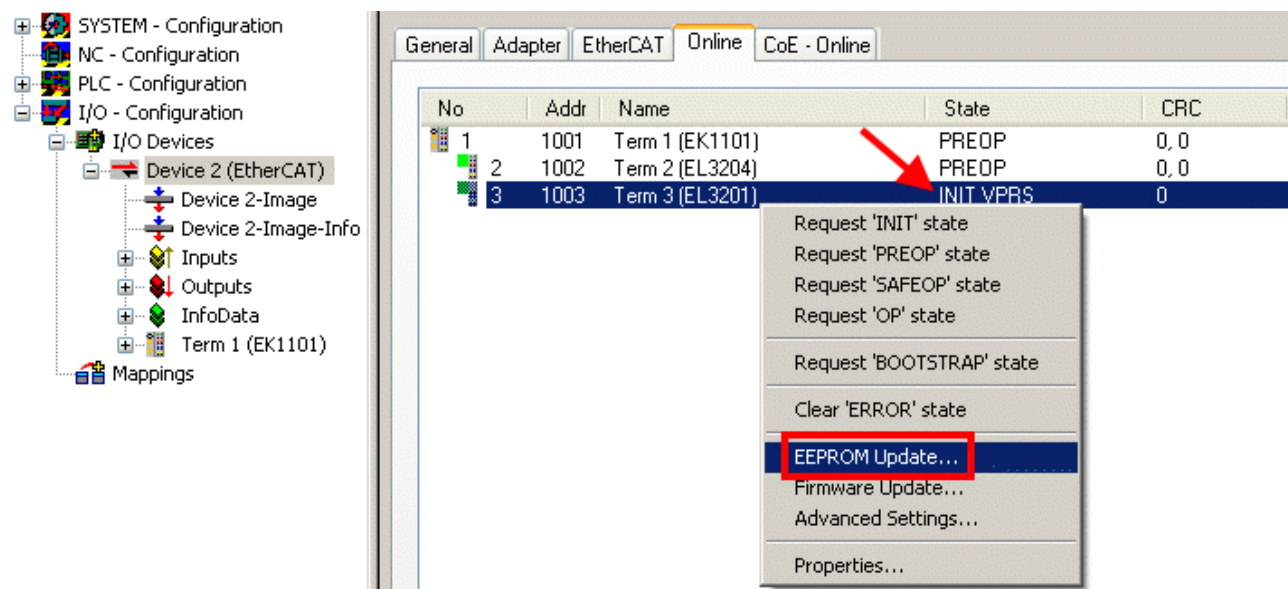 SYSTEM - Configuration
NC - Configuration
PLC - Configuration
I/O - Configuration
I/O Devices
Device 2 (EtherCAT)
Device 2-Image
Device 2-Image-Info
Inputs
Outputs
InfoData
Term 1 (EK1101)
Mappings
General Adapter EtherCAT Online CoE - Online
No Addr Name State CRC
1 1001 Term 1 (EK1101) PREOP 0, 0
2 1002 Term 2 (EL3204) PREOP 0, 0
3 1003 Term 3 (EL3201) INIT VPRS 0
Request 'INIT' state
Request 'PREOP' state
Request 'SAFEOP' state
Request 'OP' state
Request 'BOOTSTRAP' state
Clear 'ERROR' state
EEPROM Update...
Firmware Update...
Advanced Settings...
Properties...